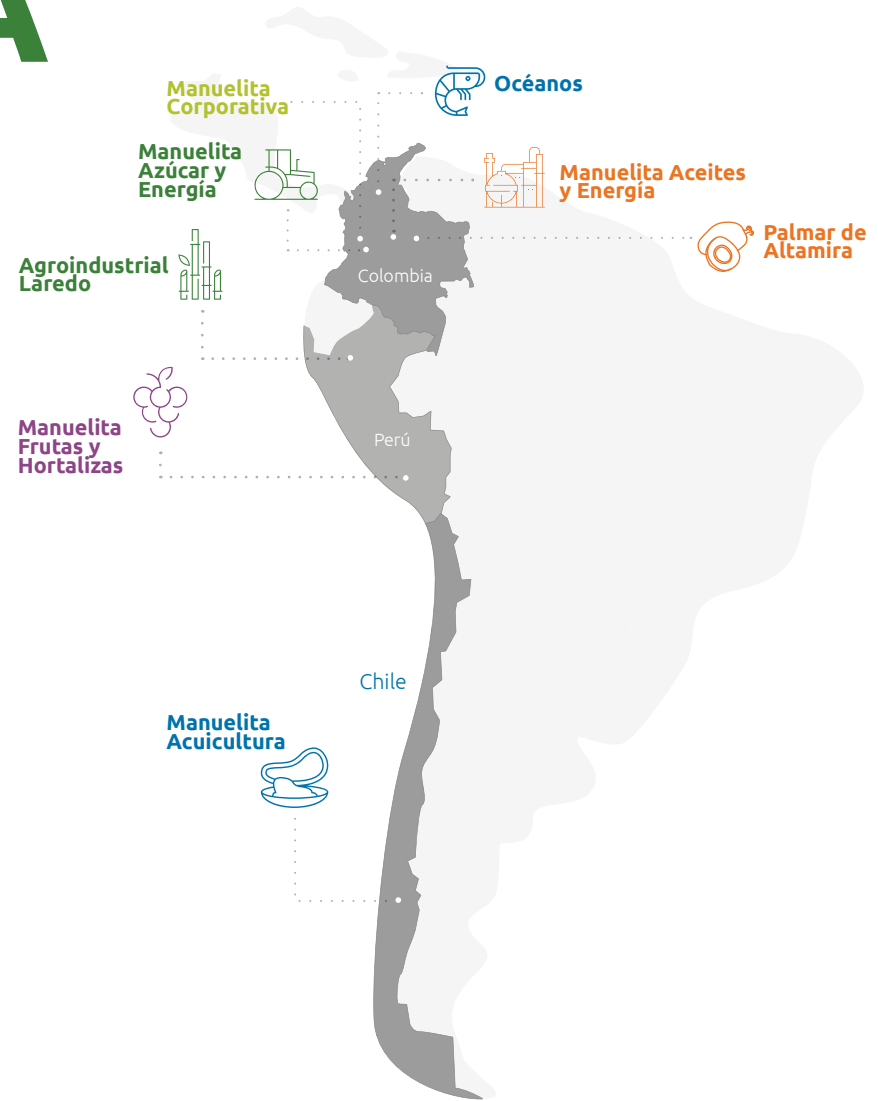 A
Océanos
Manuelita
Corporativa
Manuelita
Azúcar y
Energía
Manuelita Aceites
y Energía
Palmar de
Altamira
Agroindustrial
Laredo
Colombia
Manuelita
Frutas y
Hortalizas
Perú
Chile
Manuelita
Acuicultura